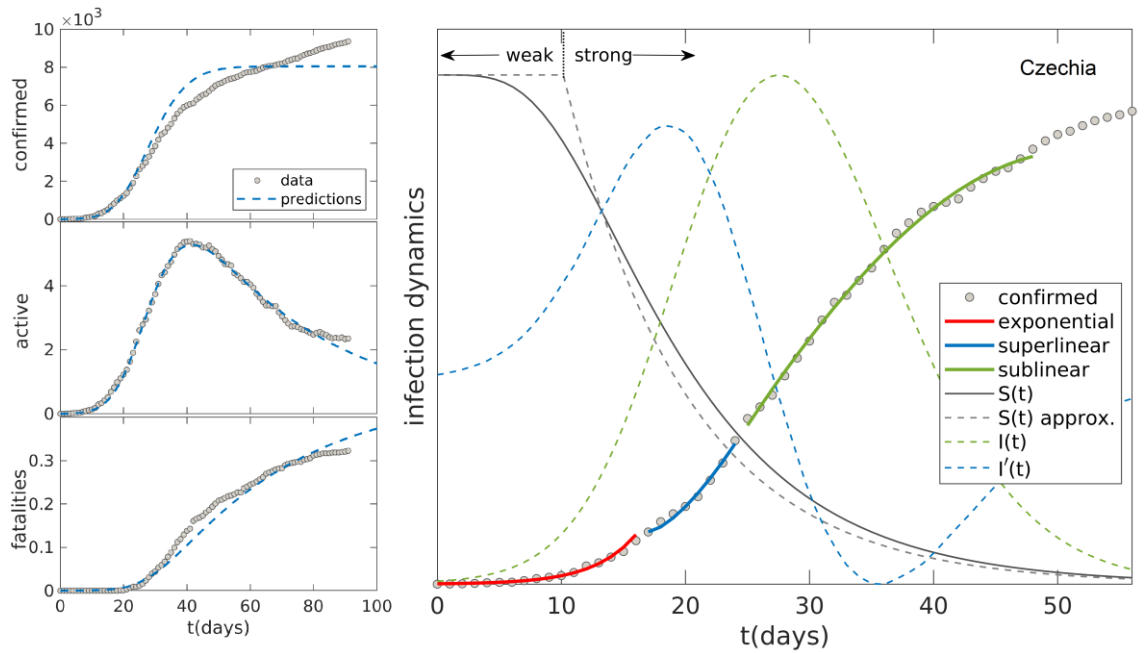 ×10³
10
8
6
4
2
0
confirmed
data
predictions
4
2
0
active
0.3
0.2
0.1
0
fatalities
0 20 40 60 80 100
t(days)
weak strong
Czechia
infection dynamics
confirmed
exponential
superlinear
sublinear
S(t)
S(t) approx.
I(t)
I′(t)
0 10 20 30 40 50
t(days)